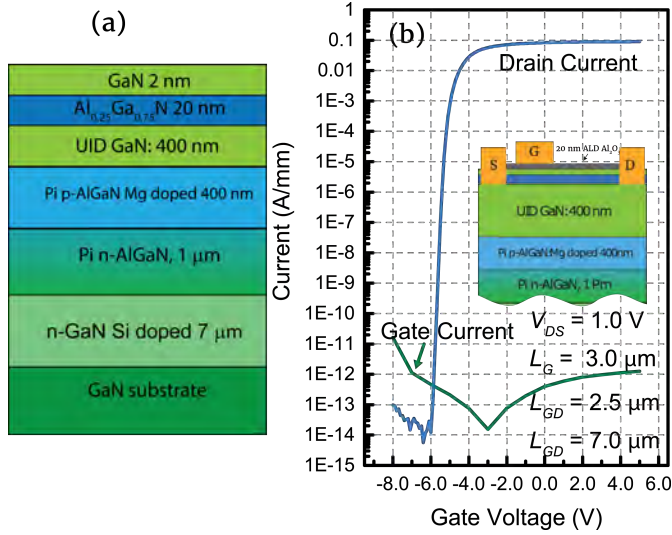 (a)
GaN 2 nm
Al0.25Ga0.75N 20 nm
UID GaN: 400 nm
Pi p-AlGaN Mg doped 400 nm
Pi n-AlGaN, 1 μm
n-GaN Si doped 7 μm
GaN substrate
(b)
Current (A/mm)
10
1
0.1
0.01
1E-3
1E-4
1E-5
1E-6
1E-7
1E-8
1E-9
1E-10
1E-11
1E-12
1E-13
1E-14
1E-15
Drain Current
S
G
20 nm ALD Al2O
D
UID GaN: 400 nm
Pi p-AlGaN:Mg doped 400nm
Pi n-AlGaN, 1 Pm
Gate Current
VDS = 1.0 V
LG = 3.0 μm
LGD = 2.5 μm
LGD = 7.0 μm
-8.0 -6.0 -4.0 -2.0 0.0 2.0 4.0 6.0
Gate Voltage (V)